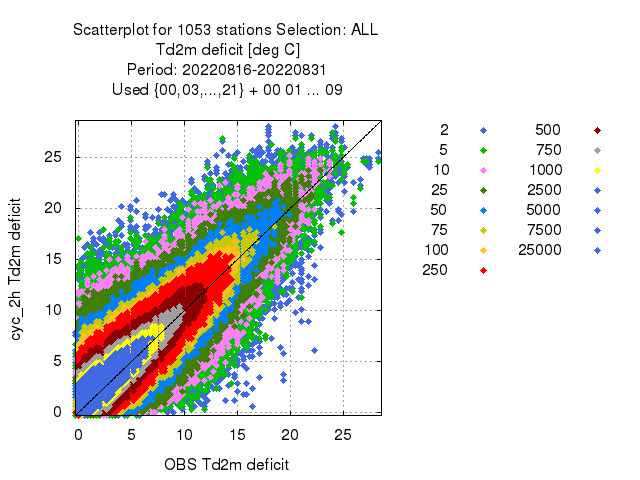 Scatterplot for 1053 stations Selection: ALL
Td2m deficit [deg C]
Period: 20220816-20220831
Used {00,03,...,21} + 00 01 ... 09
cyc_2h Td2m deficit
25
20
15
10
5
0
0 5 10 15 20 25
OBS Td2m deficit
2 500
5 750
10 1000
25 2500
50 5000
75 7500
100 25000
250